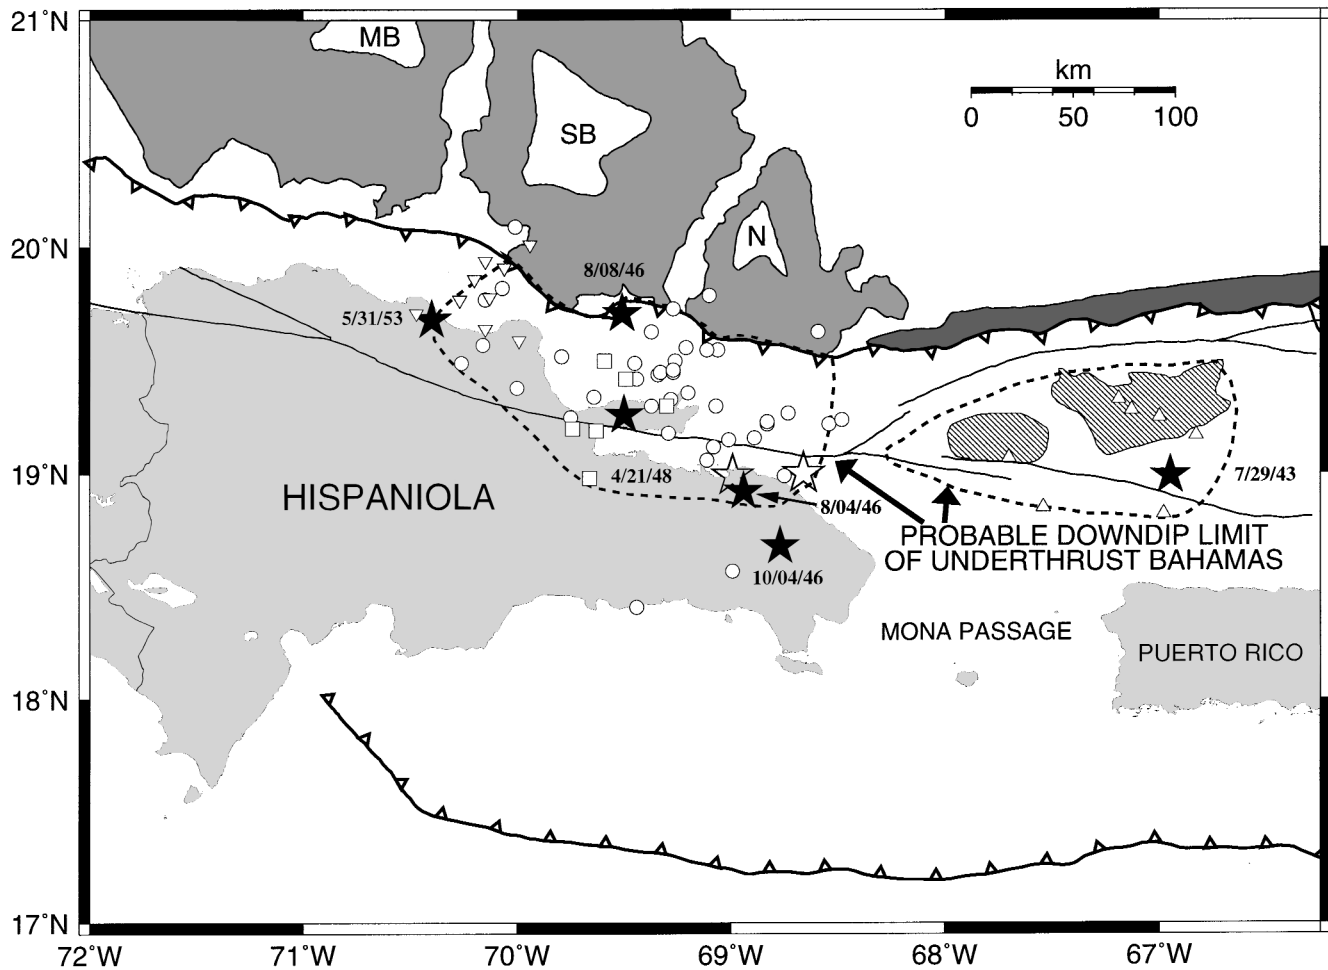 21°N
MB
km
0 50 100
SB
N
20°N
8/08/46
5/31/53
19°N
4/21/48
7/29/43
HISPANIOLA
8/04/46
PROBABLE DOWNDIP LIMIT
OF UNDERTHRUST BAHAMAS
10/04/46
MONA PASSAGE
PUERTO RICO
18°N
17°N
72°W 71°W 70°W 69°W 68°W 67°W